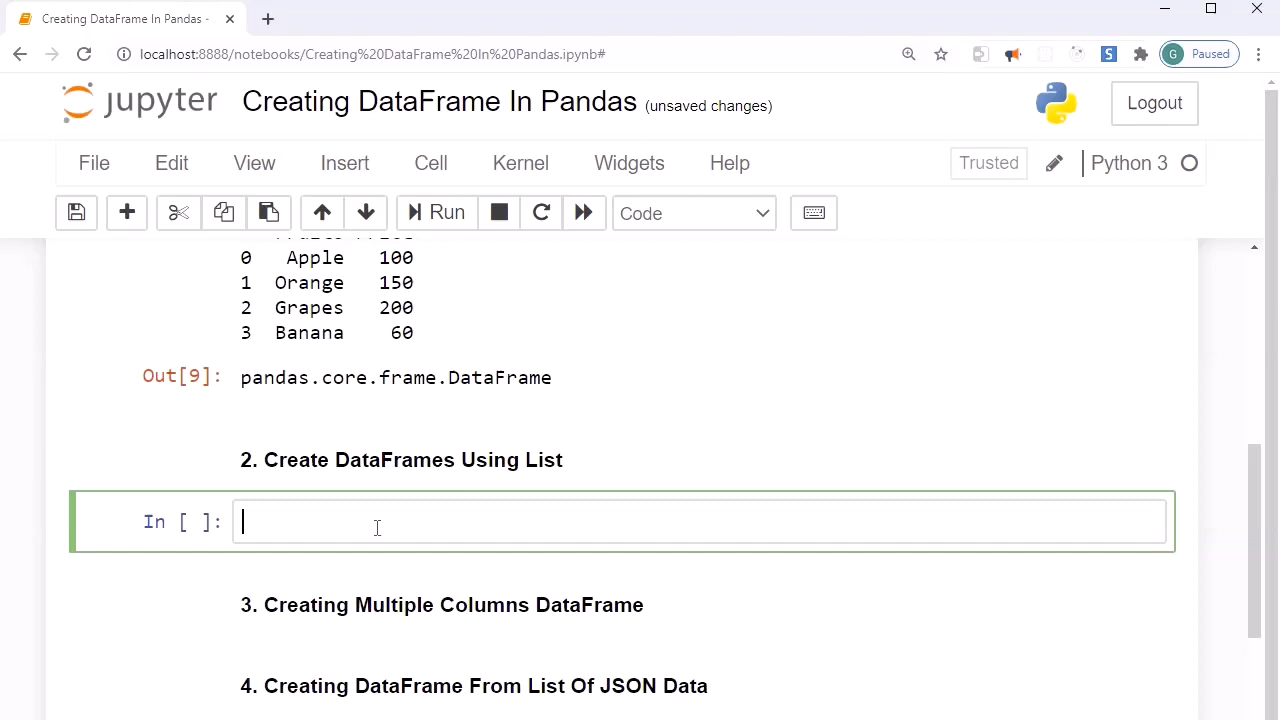 Creating DataFrame In Pandas -
localhost:8888/notebooks/Creating%20DataFrame%20In%20Pandas.ipynb#
S
G Paused
jupyter Creating DataFrame In Pandas (unsaved changes)
Logout
File Edit View Insert Cell Kernel Widgets Help
Trusted Python 3
Run Code
0 Apple 100
1 Orange 150
2 Grapes 200
3 Banana 60
Out[9]: pandas.core.frame.DataFrame
2. Create DataFrames Using List
In [ ]:
3. Creating Multiple Columns DataFrame
4. Creating DataFrame From List Of JSON Data